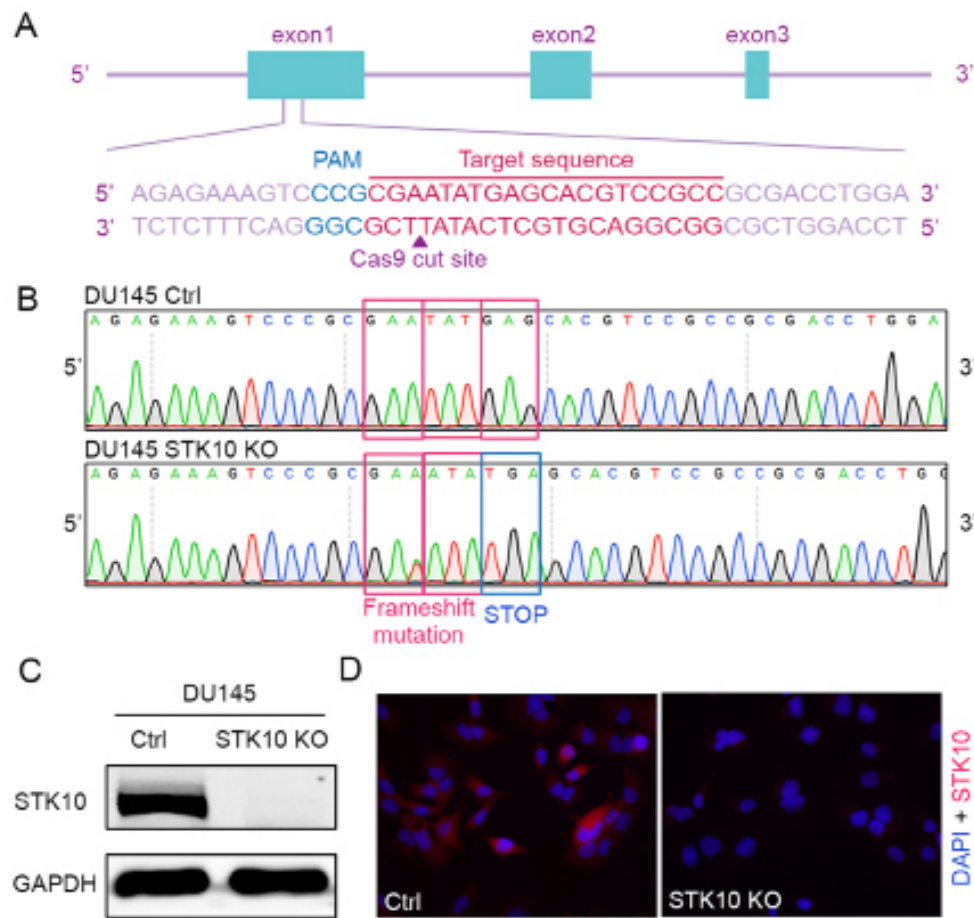 A
exon1 exon2 exon3
5' 3'
PAM Target sequence
5' AGAGAAAGTCCCGCGAATATGAGCACGTCCGCCGCGACCTGGA 3'
3' TCTCTTTCAGGGCGCTTATACTCGTGCAGGCGGCGCTGGACCT 5'
Cas9 cut site
B
DU145 Ctrl
A G A G A A A G T C C C G C G A A T A T G A G C A C G T C C G C C G C G A C C T G G A
5' 3'
DU145 STK10 KO
A G A G A A A G T C C C G C G A A A T A T G A G C A C G T C C G C C G C G A C C T G G
5' 3'
Frameshift
mutation
STOP
C
DU145
Ctrl STK10 KO
STK10
GAPDH
D
Ctrl
STK10 KO
DAPI + STK10